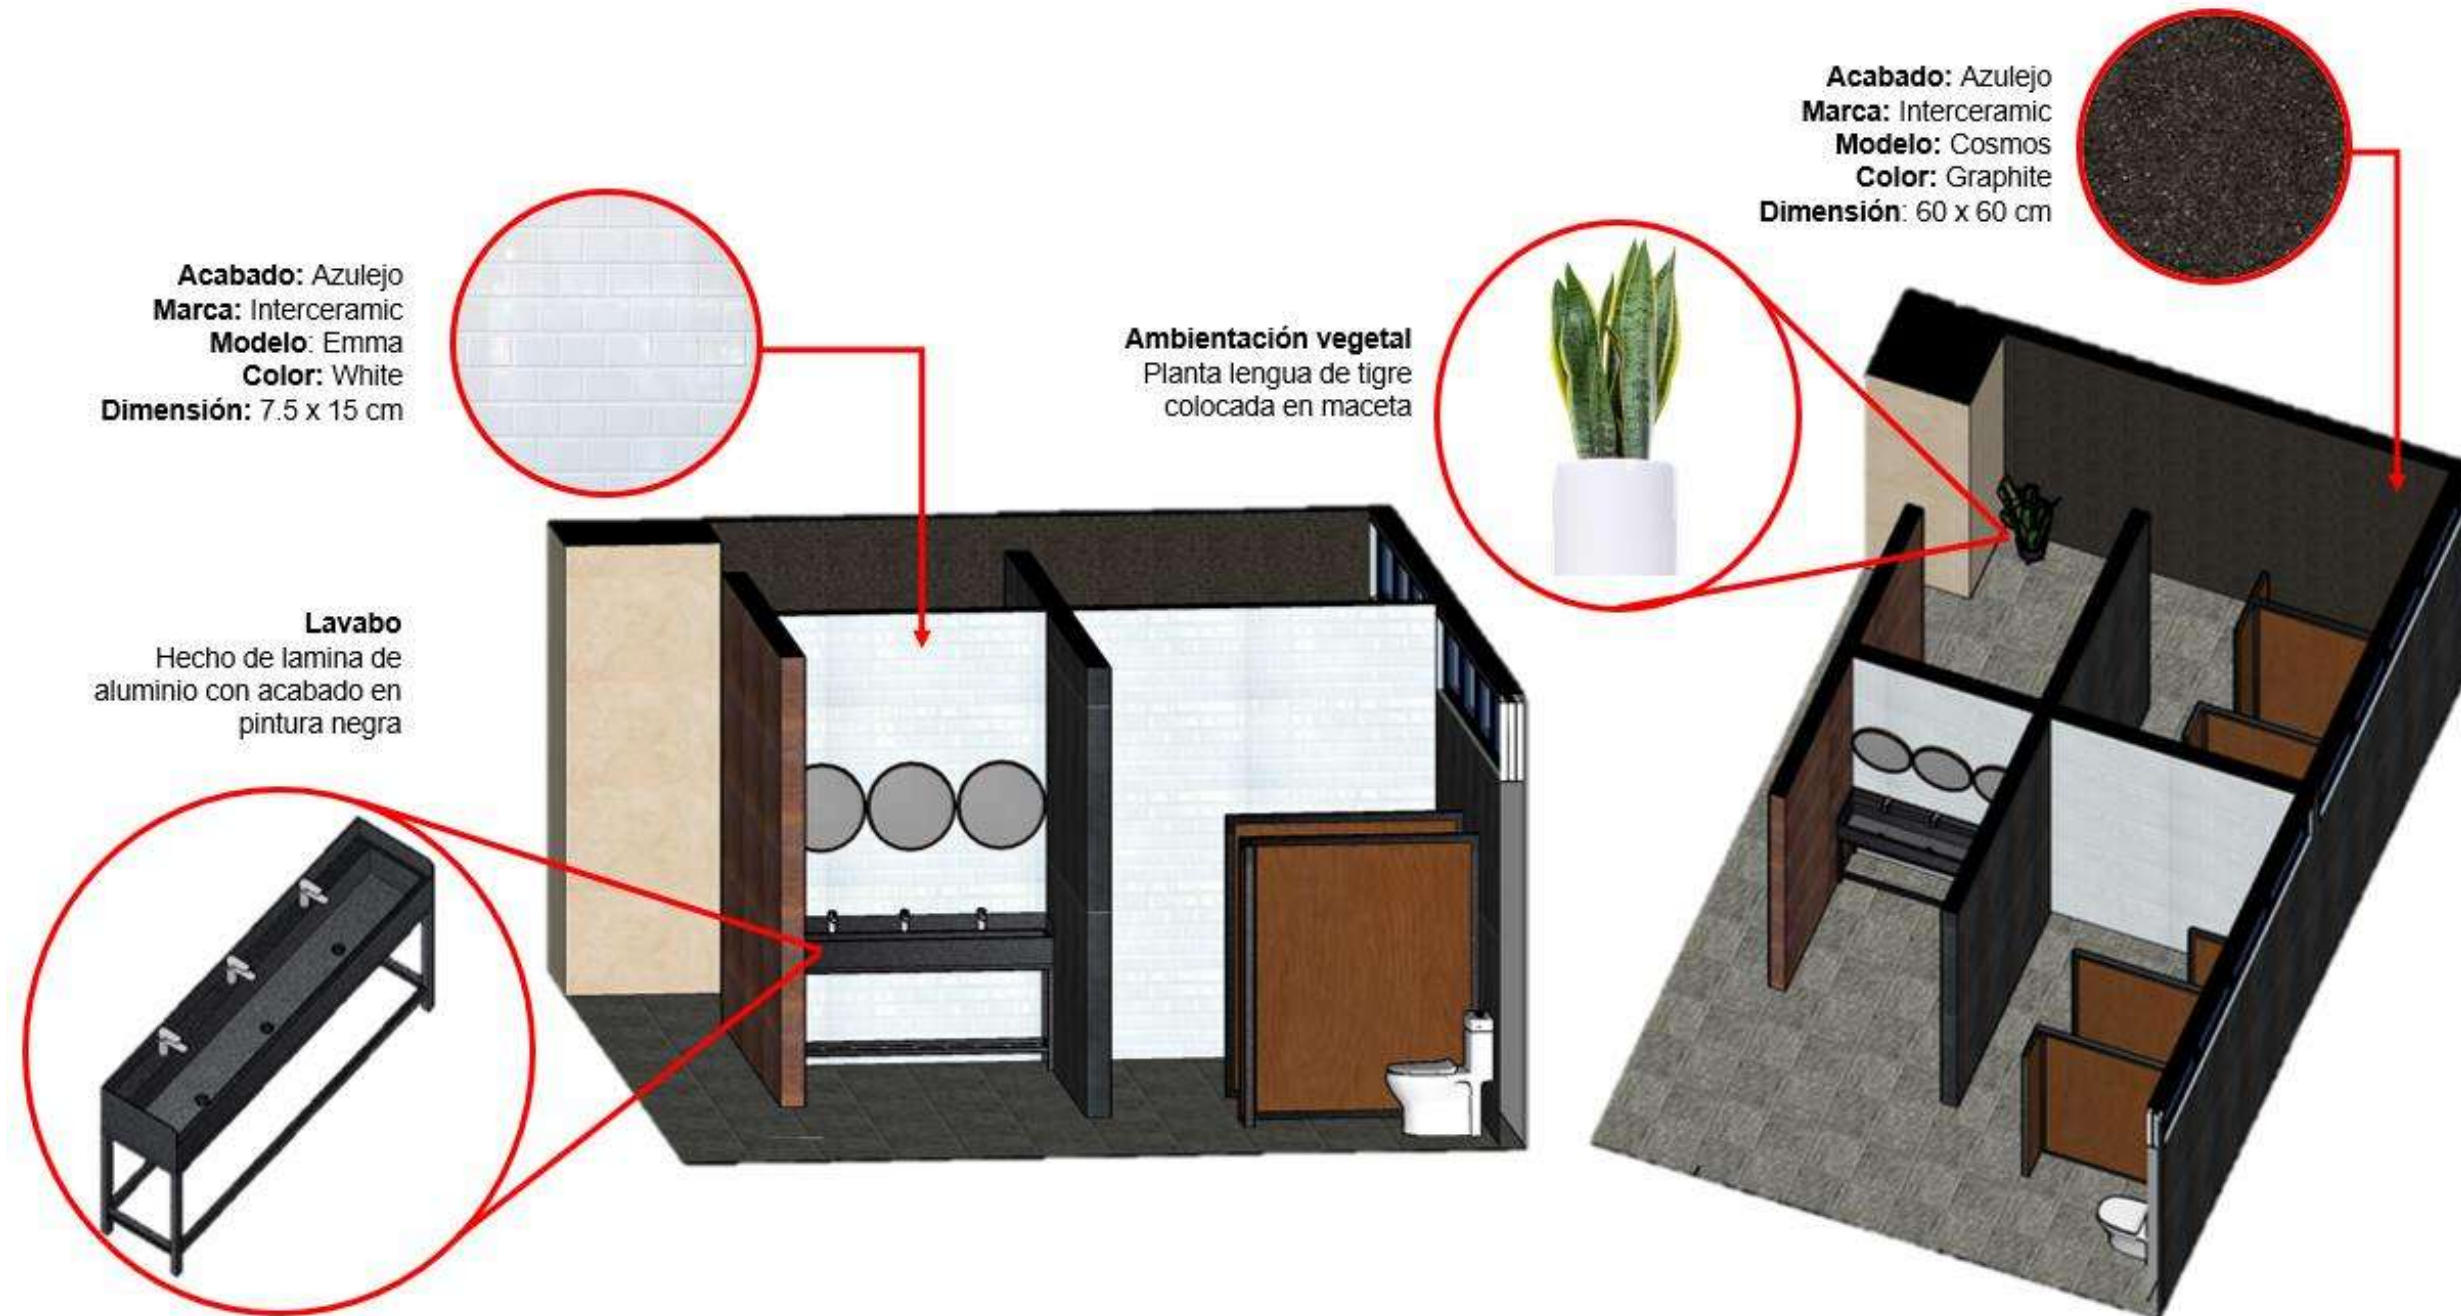 Acabado: Azulejo
Marca: Interceramic
Modelo: Emma
Color: White
Dimensión: 7.5 x 15 cm
Lavabo
Hecho de lamina de
aluminio con acabado en
pintura negra
Ambientación vegetal
Planta lengua de tigre
colocada en maceta
Acabado: Azulejo
Marca: Interceramic
Modelo: Cosmos
Color: Graphite
Dimensión: 60 x 60 cm